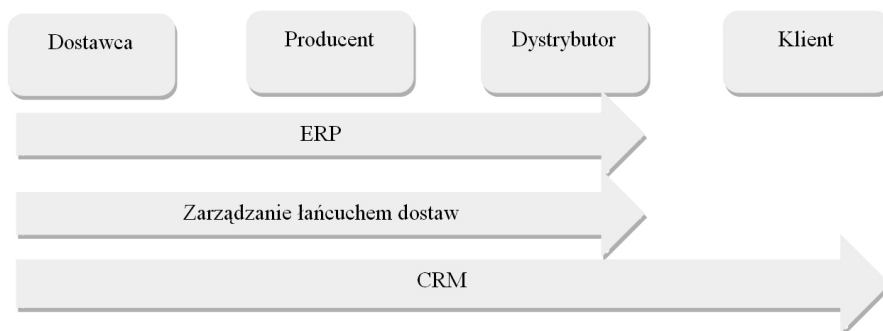 Dostawca
Producent
Dystrybutor
Klient
ERP
Zarządzanie łańcuchem dostaw
CRM